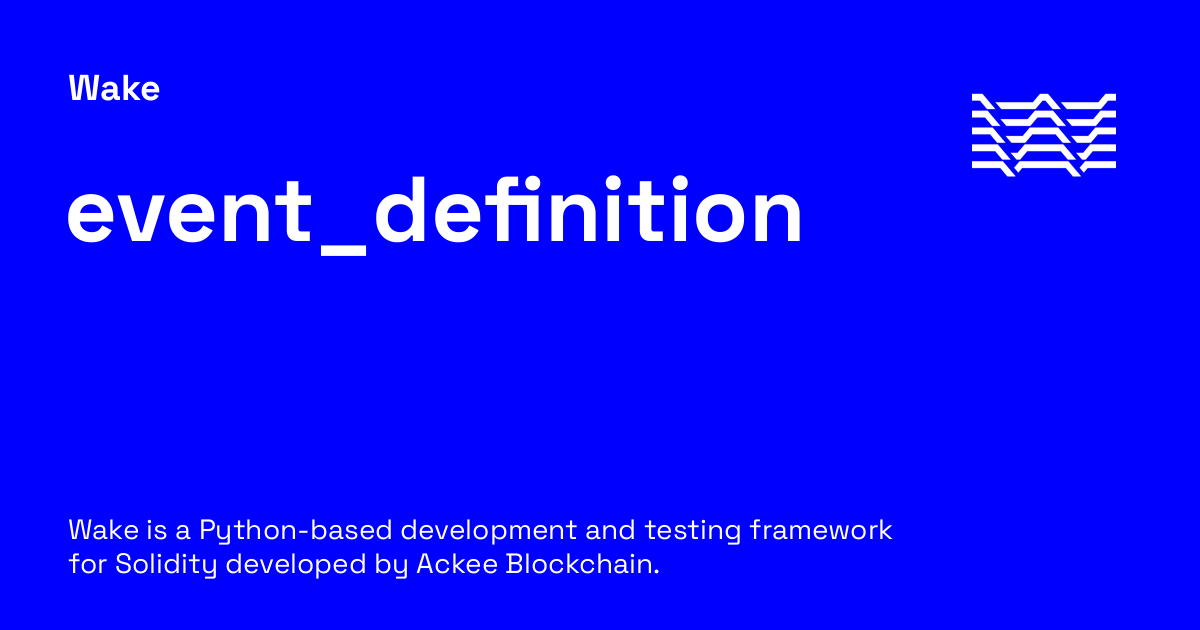 Wake
event_definition
Wake is a Python-based development and testing framework
for Solidity developed by Ackee Blockchain.